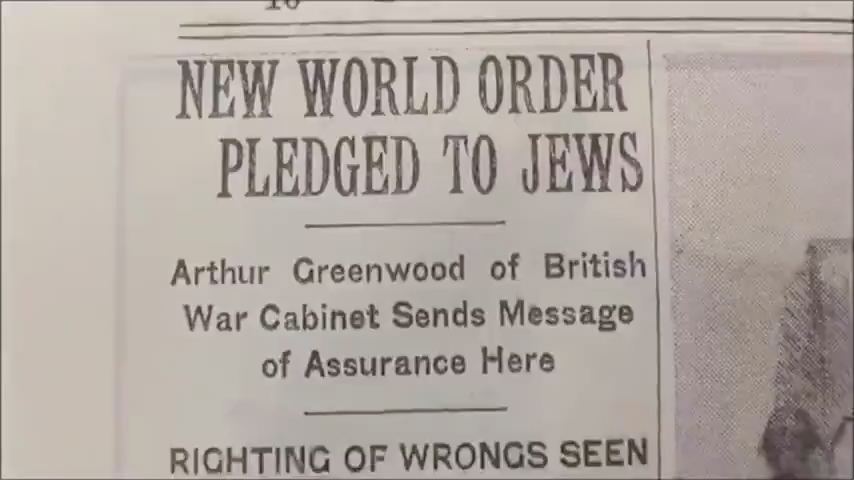 NEW WORLD ORDER
PLEDGED TO JEWS
Arthur Greenwood of British
War Cabinet Sends Message
of Assurance Here
RIGHTING OF WRONGS SEEN